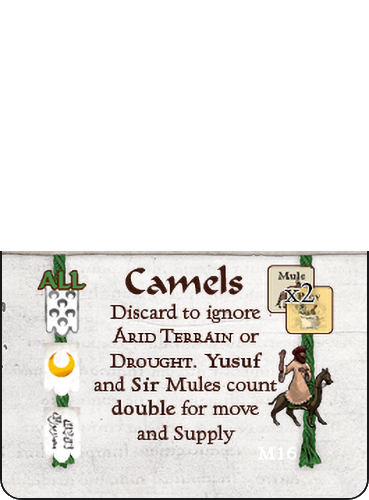 ALL
Camels
Mule
x2
Discard to ignore
ARID TERRAIN or
DROUGHT. Yusuf
and Sir Mules count
double for move
and Supply
M16